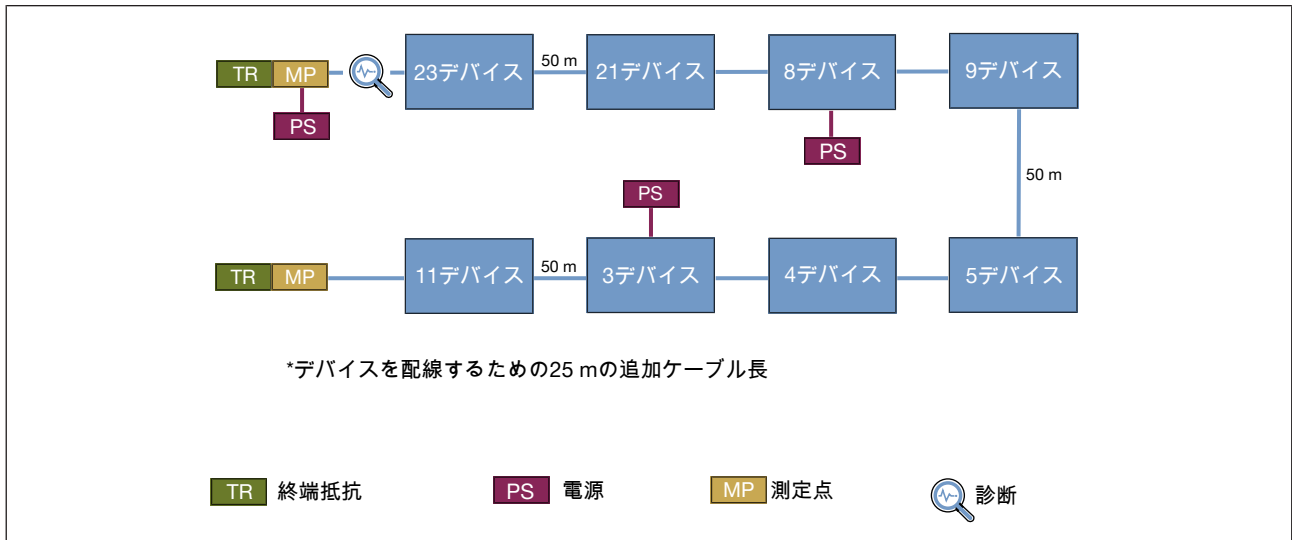 TR MP 23デバイス 50 m 21デバイス 8デバイス 9デバイス
PS PS
50 m
PS
TR MP 11デバイス 50 m 3デバイス 4デバイス 5デバイス
*デバイスを配線するための25 mの追加ケーブル長
TR 終端抵抗 PS 電源 MP 測定点 診断